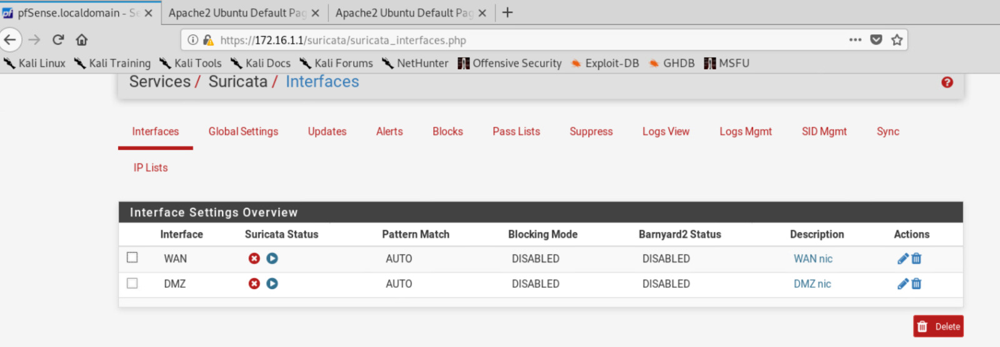 pfSense.localdomain - Se
Apache2 Ubuntu Default Pag
Apache2 Ubuntu Default Pag
https://172.16.1.1/suricata/suricata_interfaces.php
Kali Linux Kali Training Kali Tools Kali Docs Kali Forums NetHunter Offensive Security Exploit-DB GHDB MSFU
Services / Suricata / Interfaces
Interfaces Global Settings Updates Alerts Blocks Pass Lists Suppress Logs View Logs Mgmt SID Mgmt Sync
IP Lists
Interface Settings Overview
Interface Suricata Status Pattern Match Blocking Mode Barnyard2 Status Description Actions
WAN AUTO DISABLED DISABLED WAN nic
DMZ AUTO DISABLED DISABLED DMZ nic
Delete